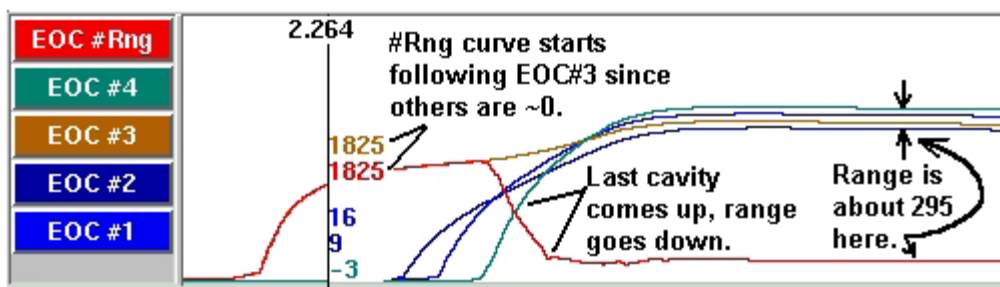 EOC #Rng
EOC #4
EOC #3
EOC #2
EOC #1
2.264
#Rng curve starts
following EOC#3 since
others are ~0.
1825
1825
16
9
-3
Last cavity
comes up, range
goes down.
Range is
about 295
here.